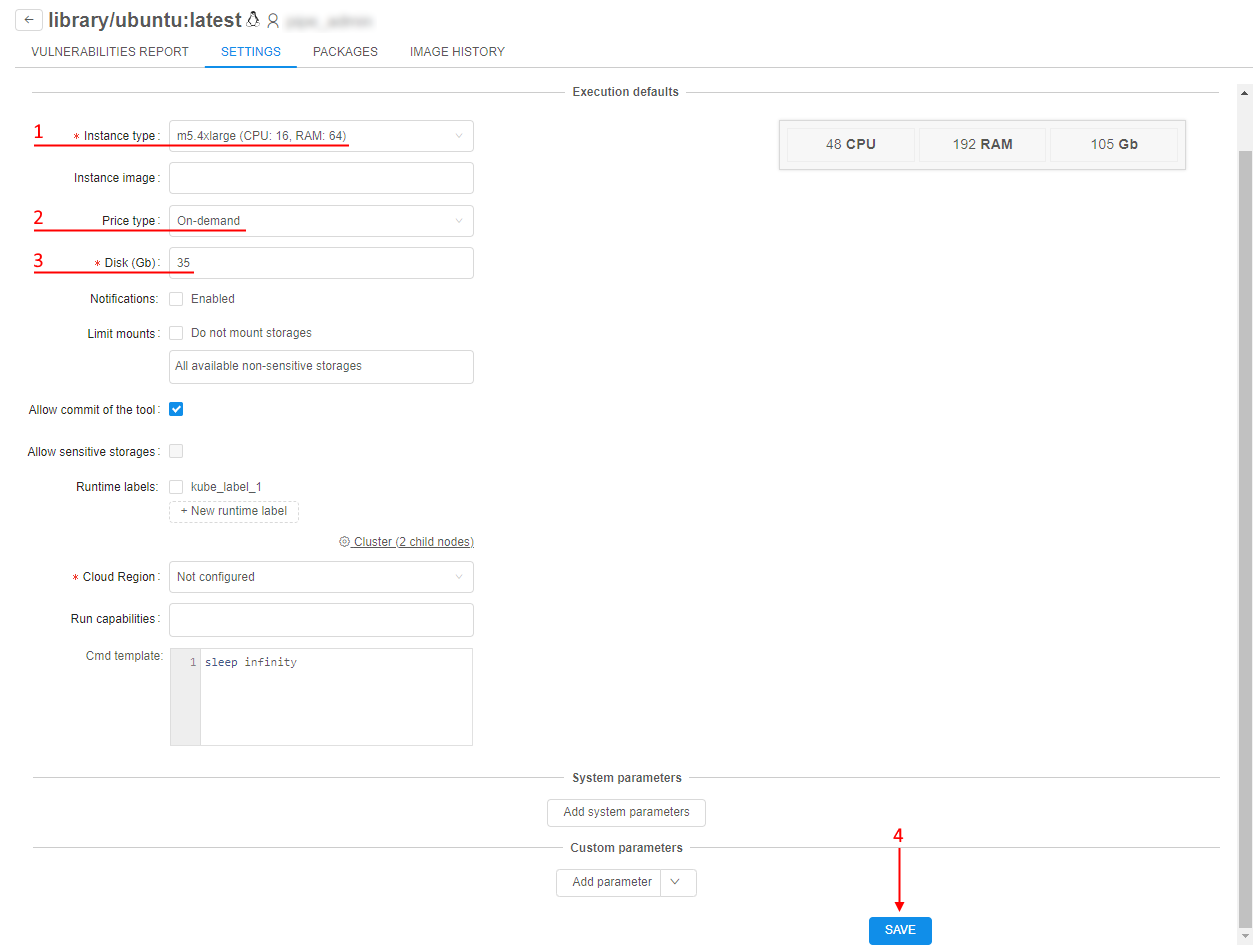 library/ubuntu:latest
VULNERABILITIES REPORT SETTINGS PACKAGES IMAGE HISTORY
Execution defaults
1 * Instance type: m5.4xlarge (CPU: 16, RAM: 64)
48 CPU 192 RAM 105 Gb
Instance image:
2 Price type: On-demand
3 * Disk (Gb): 35
Notifications: Enabled
Limit mounts: Do not mount storages
All available non-sensitive storages
Allow commit of the tool:
Allow sensitive storages:
Runtime labels: kube_label_1
+ New runtime label
Cluster (2 child nodes)
* Cloud Region: Not configured
Run capabilities:
Cmd template: 1 sleep infinity
System parameters
Add system parameters
4
Custom parameters
Add parameter
SAVE